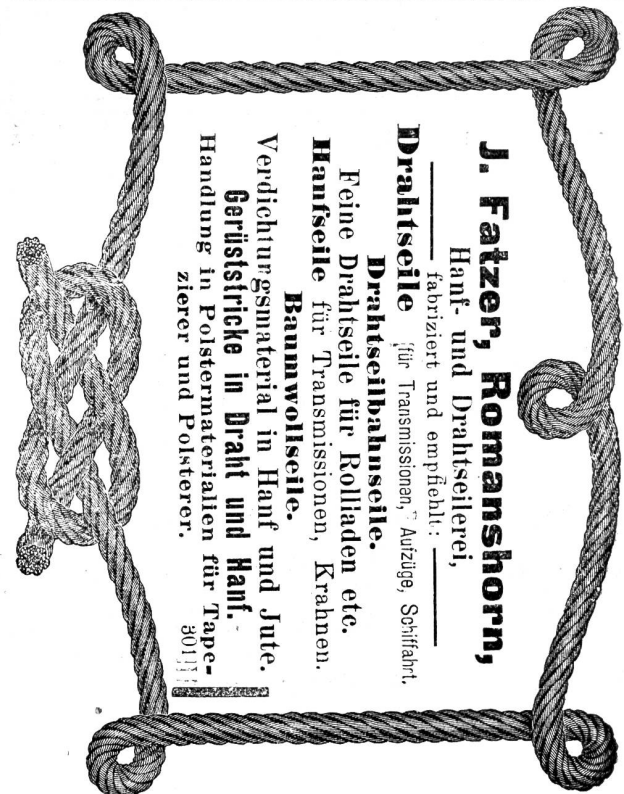 J. Fatzer, Romanshorn,
Hanf- und Drahtseilerei,
fabriziert und empfiehlt:
Drahtseile für Transmissionen, Aufzüge, Schiffahrt.
Drahtseilbahnseile.
Feine Drahtseile für Rolladen etc.
Hanfseile für Transmissionen, Krahnen.
Baumwollseile.
Verdichtungsmaterial in Hanf und Jute.
Gerüststricke in Draht und Hanf.
Handlung in Polstermaterialien für Tape-
zierer und Polsterer.